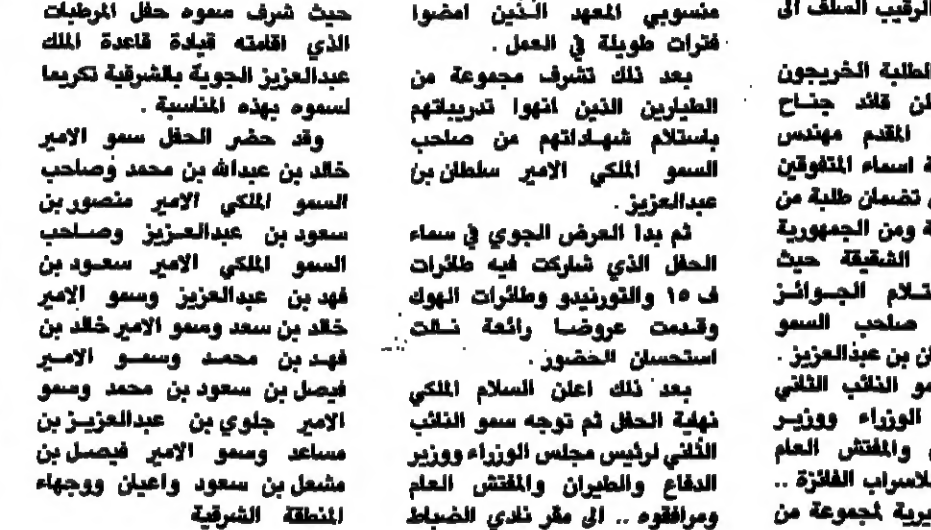 الرقيب السلف الى
الطلبة الخريجون
قائد جناح
المقدم مهندس
اسماء المتفوقين
تضمان طلبة من
ة ومن الجمهورية
الشقيقة حيث
الجوائز
صاحب السمو
ن بن عبدالعزيز .
مو النائب الثاني
الوزراء ووزير
والمفتش العام
لاسراب الفائزة ..
لمجموعة من
منسوبي المعهد الذين امضوا
فترات طويلة في العمل .
بعد ذلك تشرف مجموعة من
الطيارين الذين انهوا تدريباتهم
باستلام شهاداتهم من صاحب
السمو الملكي الامير سلطان بن
عبدالعزيز .
ثم بدا العرض الجوي في سماء
الحفل الذي شاركت فيه طائرات
ف ١٥ والتورنيدو وطائرات الهوك
وقدمت عروضا رائعة نالت
استحسان الحضور .
بعد ذلك اعلن السلام الملكي
نهاية الحفل ثم توجه سمو النائب
الثاني لرئيس مجلس الوزراء ووزير
الدفاع والطيران والمفتش العام
ومرافقوه .. الى مقر نادي الضباط
حيث شرف سموه حفل المرطبات
الذي اقامته قيادة قاعدة الملك
عبدالعزيز الجوية بالشرقية تكريما
لسموه بهذه المناسبة .
وقد حضر الحفل سمو الامير
خالد بن عبدالله بن محمد وصاحب
السمو الملكي الامير منصور بن
سعود بن عبدالعزيز وصاحب
السمو الملكي الامير سعود بن
فهد بن عبدالعزيز وسمو الامير
خالد بن سعد وسمو الامير خالد بن
فهد بن محمد وسمو الامير
فيصل بن سعود بن محمد وسمو
الامير جلوي بن عبدالعزيز بن
مساعد وسمو الامير فيصل بن
مشعل بن سعود واعيان ووجهاء
المنطقة الشرقية